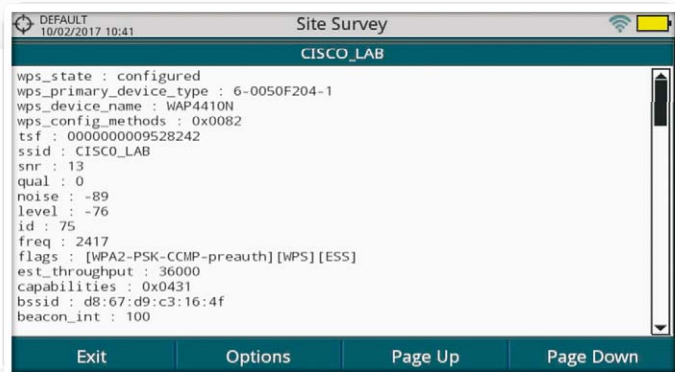 DEFAULT
10/02/2017 10:41
Site Survey
CISCO_LAB
wps_state : configured
wps_primary_device_type : 6-0050F204-1
wps_device_name : WAP4410N
wps_config_methods : 0x0082
tsf : 0000000009528242
ssid : CISCO_LAB
snr : 13
qual : 0
noise : -89
level : -76
id : 75
freq : 2417
flags : [WPA2-PSK-CCMP-preauth][WPS][ESS]
est_throughput : 36000
capabilities : 0x0431
bssid : d8:67:d9:c3:16:4f
beacon_int : 100
Exit
Options
Page Up
Page Down